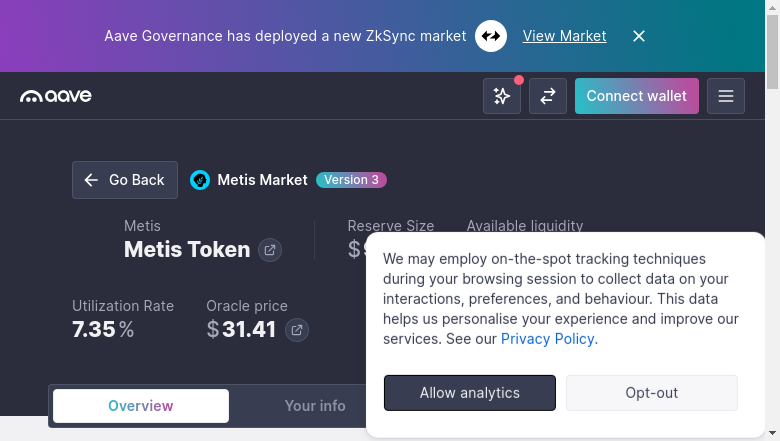 Aave Governance has deployed a new ZkSync market View Market
aave
Connect wallet
Go Back
Metis Market
Version 3
Metis
Metis Token
Reserve Size
$
Available liquidity
Utilization Rate
7.35%
Oracle price
$31.41
We may employ on-the-spot tracking techniques
during your browsing session to collect data on your
interactions, preferences, and behaviour. This data
helps us personalise your experience and improve our
services. See our Privacy Policy.
Allow analytics
Opt-out
Overview
Your info